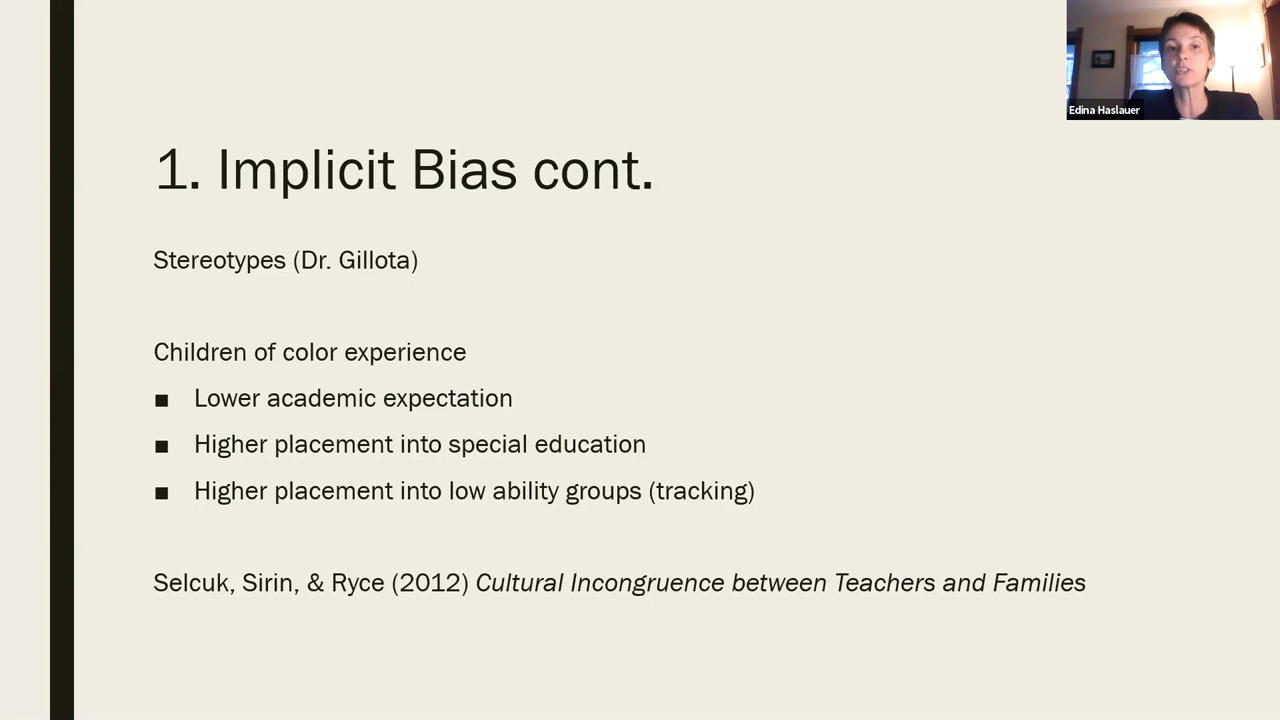 Edina Haslauer
1. Implicit Bias cont.
Stereotypes (Dr. Gillota)
Children of color experience
■ Lower academic expectation
■ Higher placement into special education
■ Higher placement into low ability groups (tracking)
Selcuk, Sirin, & Ryce (2012) Cultural Incongruence between Teachers and Families